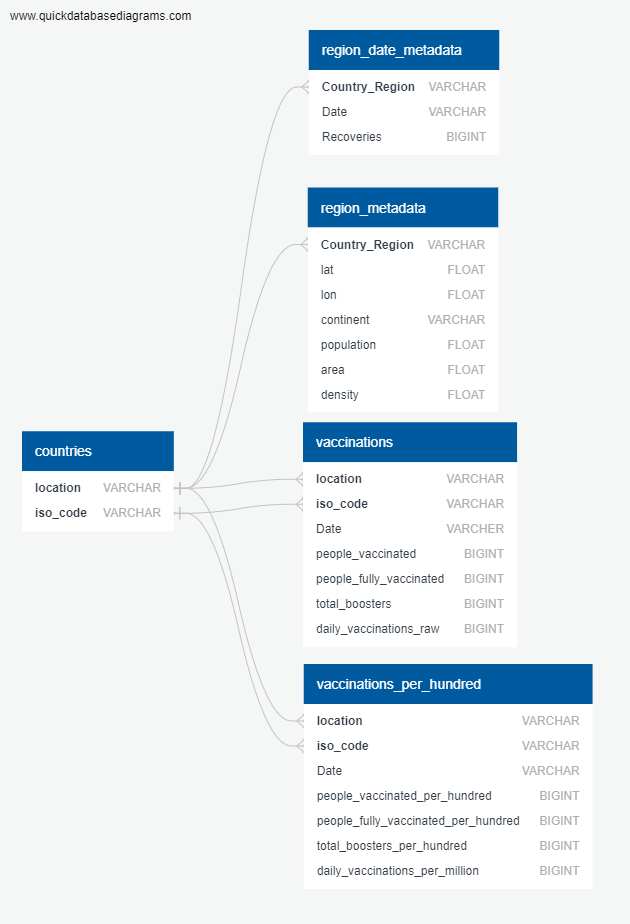 www.quickdatabasediagrams.com
region_date_metadata
Country_Region VARCHAR
Date VARCHAR
Recoveries BIGINT
region_metadata
Country_Region VARCHAR
lat FLOAT
lon FLOAT
continent VARCHAR
population FLOAT
area FLOAT
density FLOAT
countries
location VARCHAR
iso_code VARCHAR
vaccinations
location VARCHAR
iso_code VARCHAR
Date VARCHER
people_vaccinated BIGINT
people_fully_vaccinated BIGINT
total_boosters BIGINT
daily_vaccinations_raw BIGINT
vaccinations_per_hundred
location VARCHAR
iso_code VARCHAR
Date VARCHAR
people_vaccinated_per_hundred BIGINT
people_fully_vaccinated_per_hundred BIGINT
total_boosters_per_hundred BIGINT
daily_vaccinations_per_million BIGINT